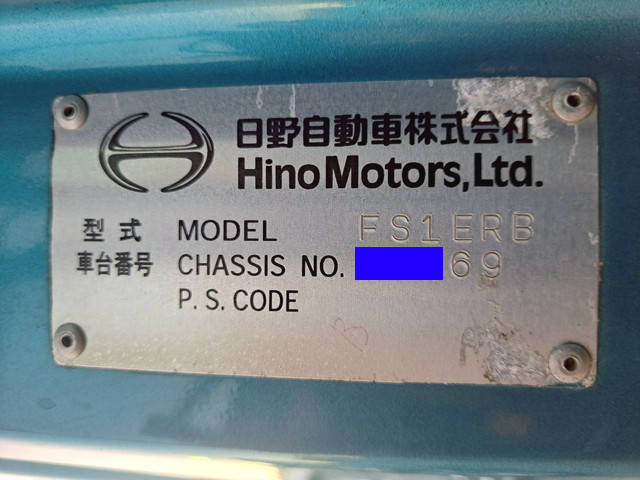 日野自動車株式会社
Hino Motors, Ltd.
型式 MODEL FS1ERB
車台番号 CHASSIS NO. 69
P. S. CODE